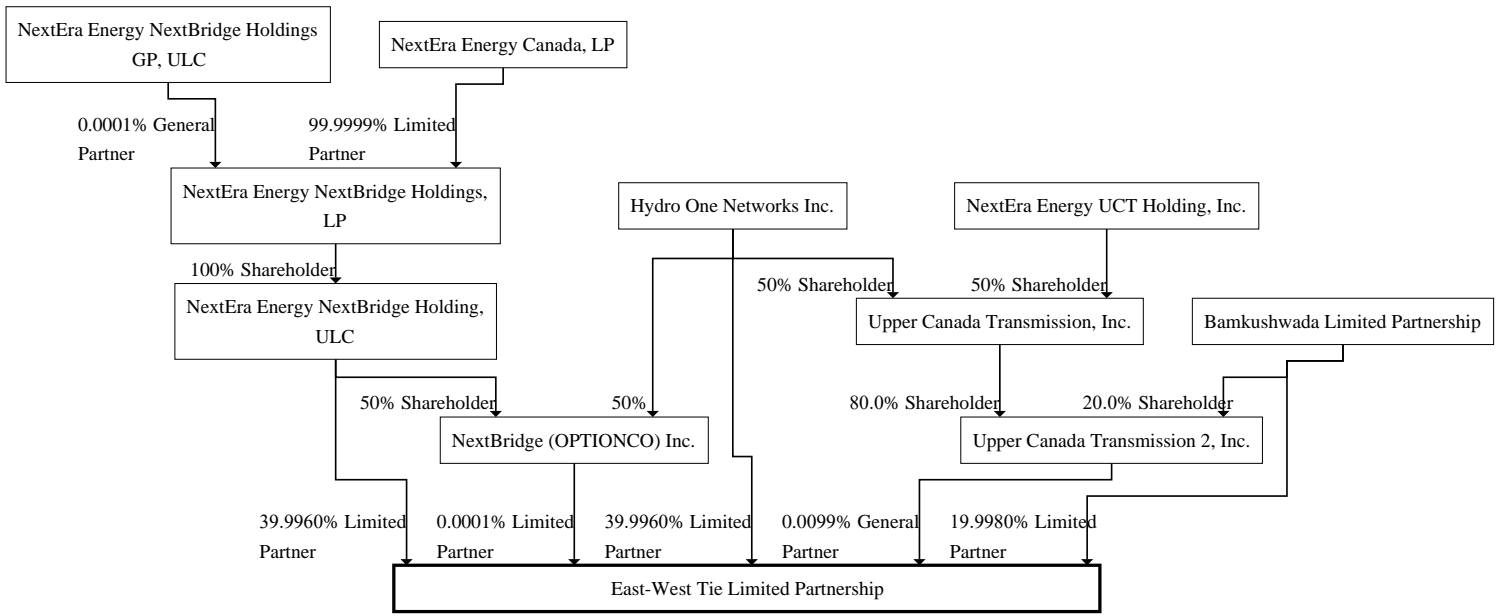 NextEra Energy NextBridge Holdings
GP, ULC
NextEra Energy Canada, LP
0.0001% General
Partner
99.9999% Limited
Partner
NextEra Energy NextBridge Holdings,
LP
Hydro One Networks Inc.
NextEra Energy UCT Holding, Inc.
100% Shareholder
50% Shareholder
50% Shareholder
NextEra Energy NextBridge Holding,
ULC
Upper Canada Transmission, Inc.
Bamkushwada Limited Partnership
50% Shareholder
50%
80.0% Shareholder
20.0% Shareholder
NextBridge (OPTIONCO) Inc.
Upper Canada Transmission 2, Inc.
39.9960% Limited
Partner
0.0001% Limited
Partner
39.9960% Limited
Partner
0.0099% General
Partner
19.9980% Limited
Partner
East-West Tie Limited Partnership